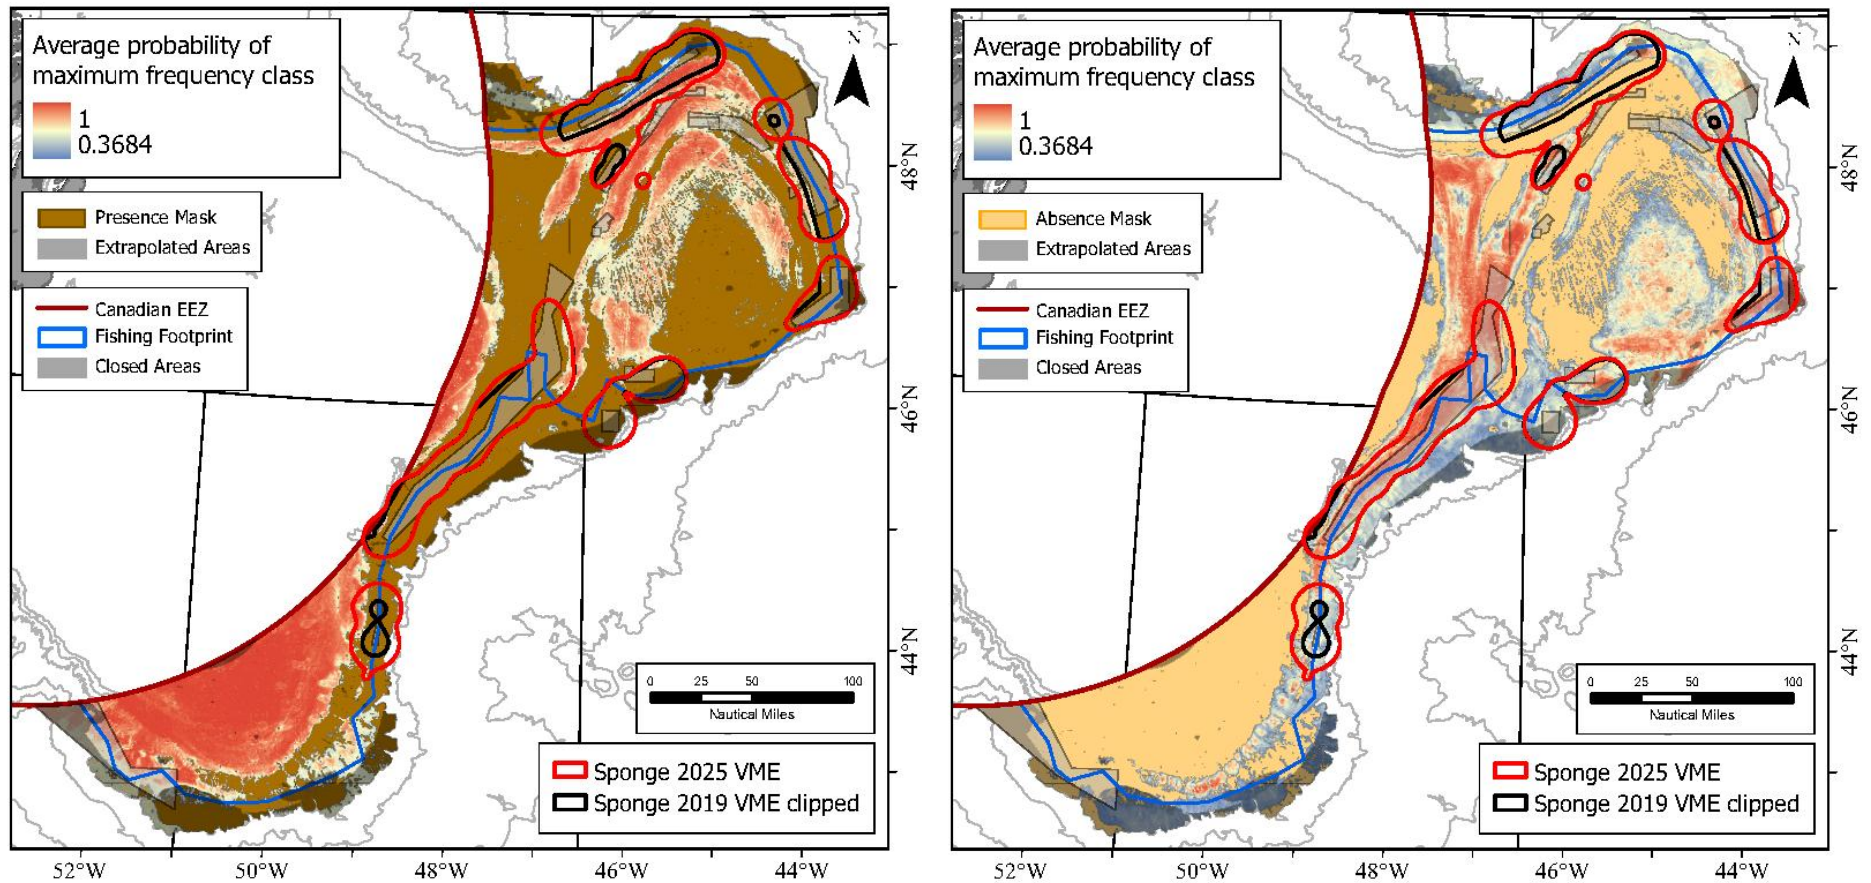 Average probability of
maximum frequency class
1
0.3684
Presence Mask
Extrapolated Areas
Canadian EEZ
Fishing Footprint
Closed Areas
N
48°N
46°N
44°N
0 25 50 100
Nautical Miles
Sponge 2025 VME
Sponge 2019 VME clipped
52°W 50°W 48°W 46°W 44°W
Average probability of
maximum frequency class
1
0.3684
Absence Mask
Extrapolated Areas
Canadian EEZ
Fishing Footprint
Closed Areas
N
48°N
46°N
44°N
0 25 50 100
Nautical Miles
Sponge 2025 VME
Sponge 2019 VME clipped
52°W 50°W 48°W 46°W 44°W